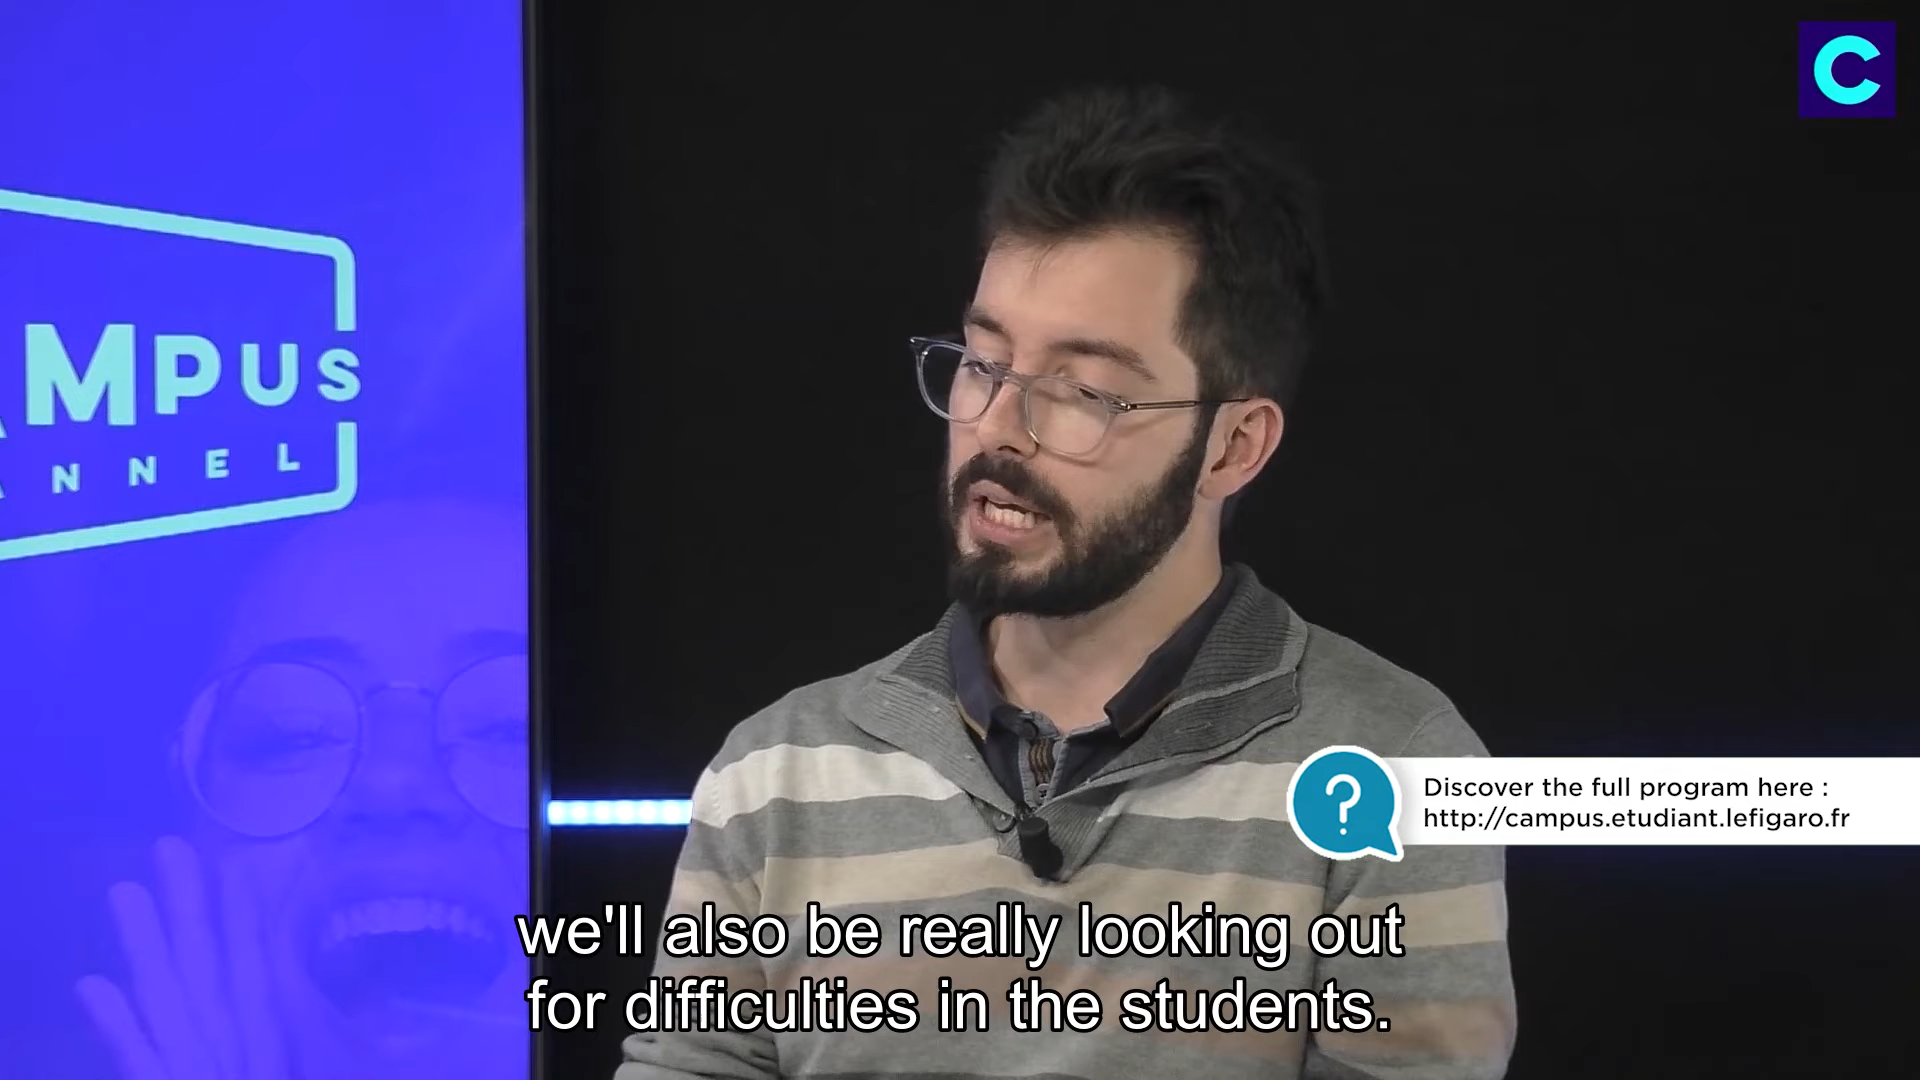 C
AMPUS
ANNEL
Discover the full program here :
http://campus.etudiant.lefigaro.fr
we'll also be really looking out
for difficulties in the students.